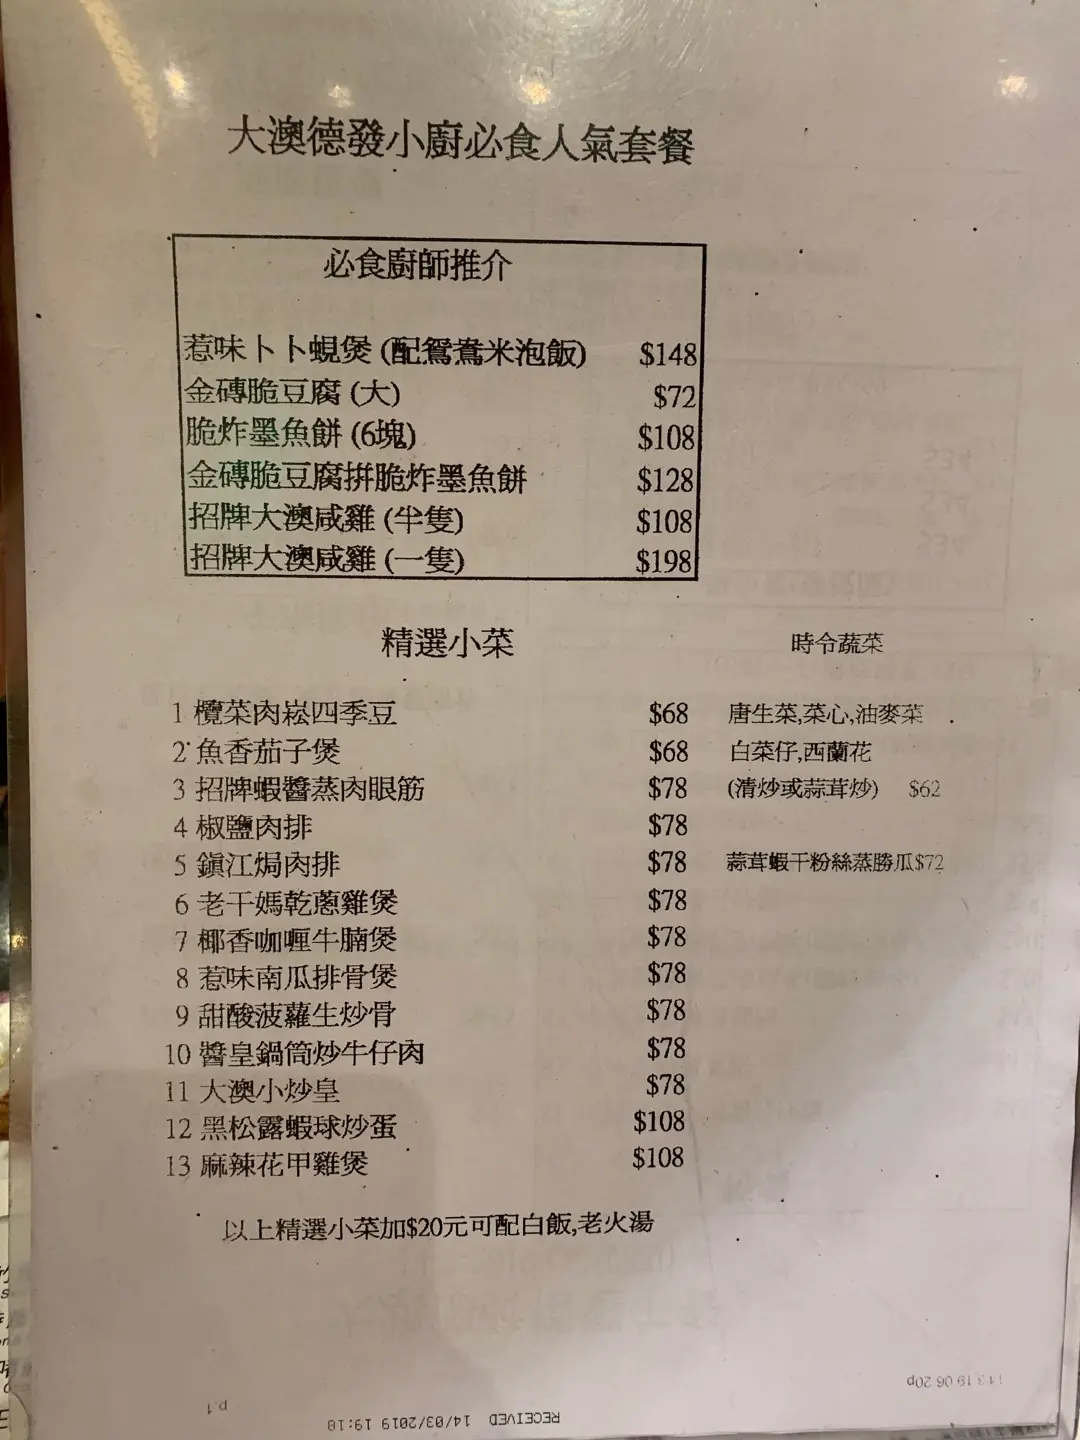 大澳德發小廚必食人氣套餐
必食廚師推介
惹味卜卜蜆煲 (配鴛鴦米泡飯) $148
金磚脆豆腐 (大) $72
脆炸墨魚餅 (6塊) $108
金磚脆豆腐拼脆炸墨魚餅 $128
招牌大澳咸雞 (半隻) $108
招牌大澳咸雞 (一隻) $198
精選小菜
1 欖菜肉崧四季豆 $68
2 魚香茄子煲 $68
3 招牌蝦醬蒸肉眼筋 $78
4 椒鹽肉排 $78
5 鎮江焗肉排 $78
6 老干媽乾蔥雞煲 $78
7 椰香咖喱牛腩煲 $78
8 惹味南瓜排骨煲 $78
9 甜酸菠蘿生炒骨 $78
10 醬皇鍋筒炒牛仔肉 $78
11 大澳小炒皇 $78
12 黑松露蝦球炒蛋 $108
13 麻辣花甲雞煲 $108
時令蔬菜
唐生菜,菜心,油麥菜
白菜仔,西蘭花
(清炒或蒜茸炒) $62
蒜茸蝦干粉絲蒸勝瓜$72
以上精選小菜加$20元可配白飯,老火湯
p.1
RECEIVED 14/03/2019 19:18